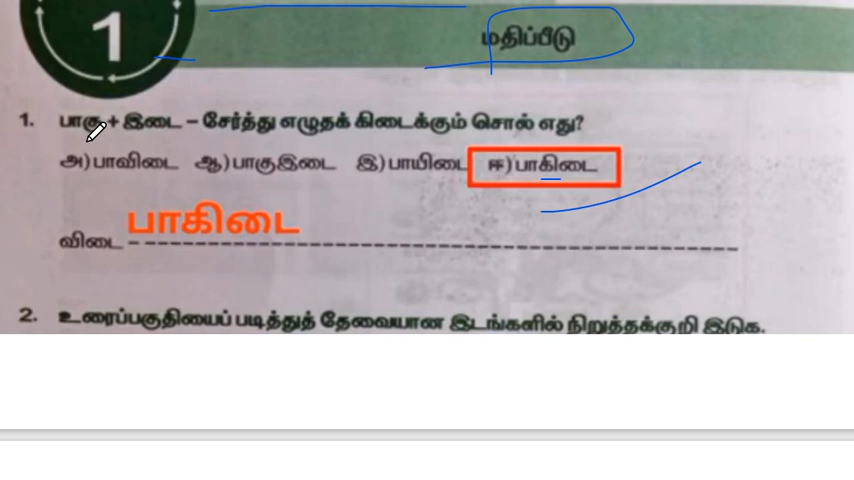 1
மதிப்பீடு
1. பாகு + இடை – சேர்த்து எழுதக் கிடைக்கும் சொல் எது?
அ) பாவிடை ஆ) பாகுஇடை இ) பாயிடை ஈ) பாகிடை
விடை பாகிடை
2. உரைப்பகுதியைப் படித்துத் தேவையான இடங்களில் நிறுத்தக்குறி இடுக.